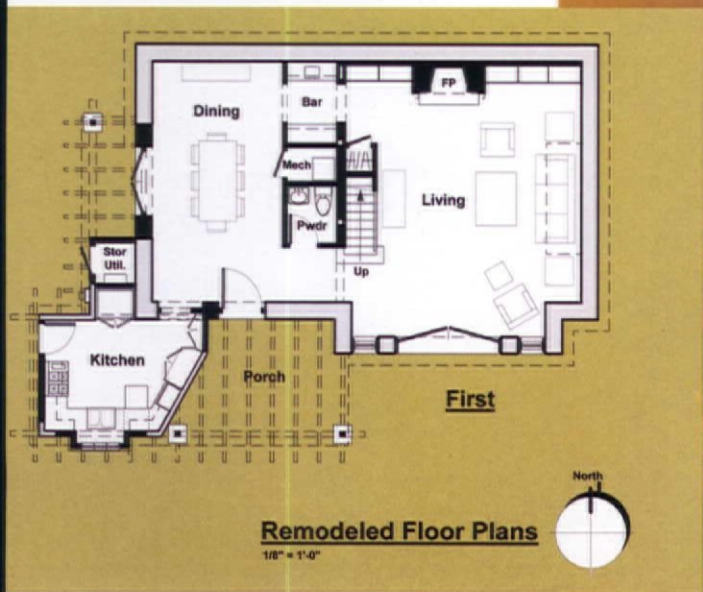 FP
Bar
Dining
Mech
Living
Pwdr
Stor
Util.
Up
Kitchen
Porch
First
North
Remodeled Floor Plans
1/8" = 1'-0"